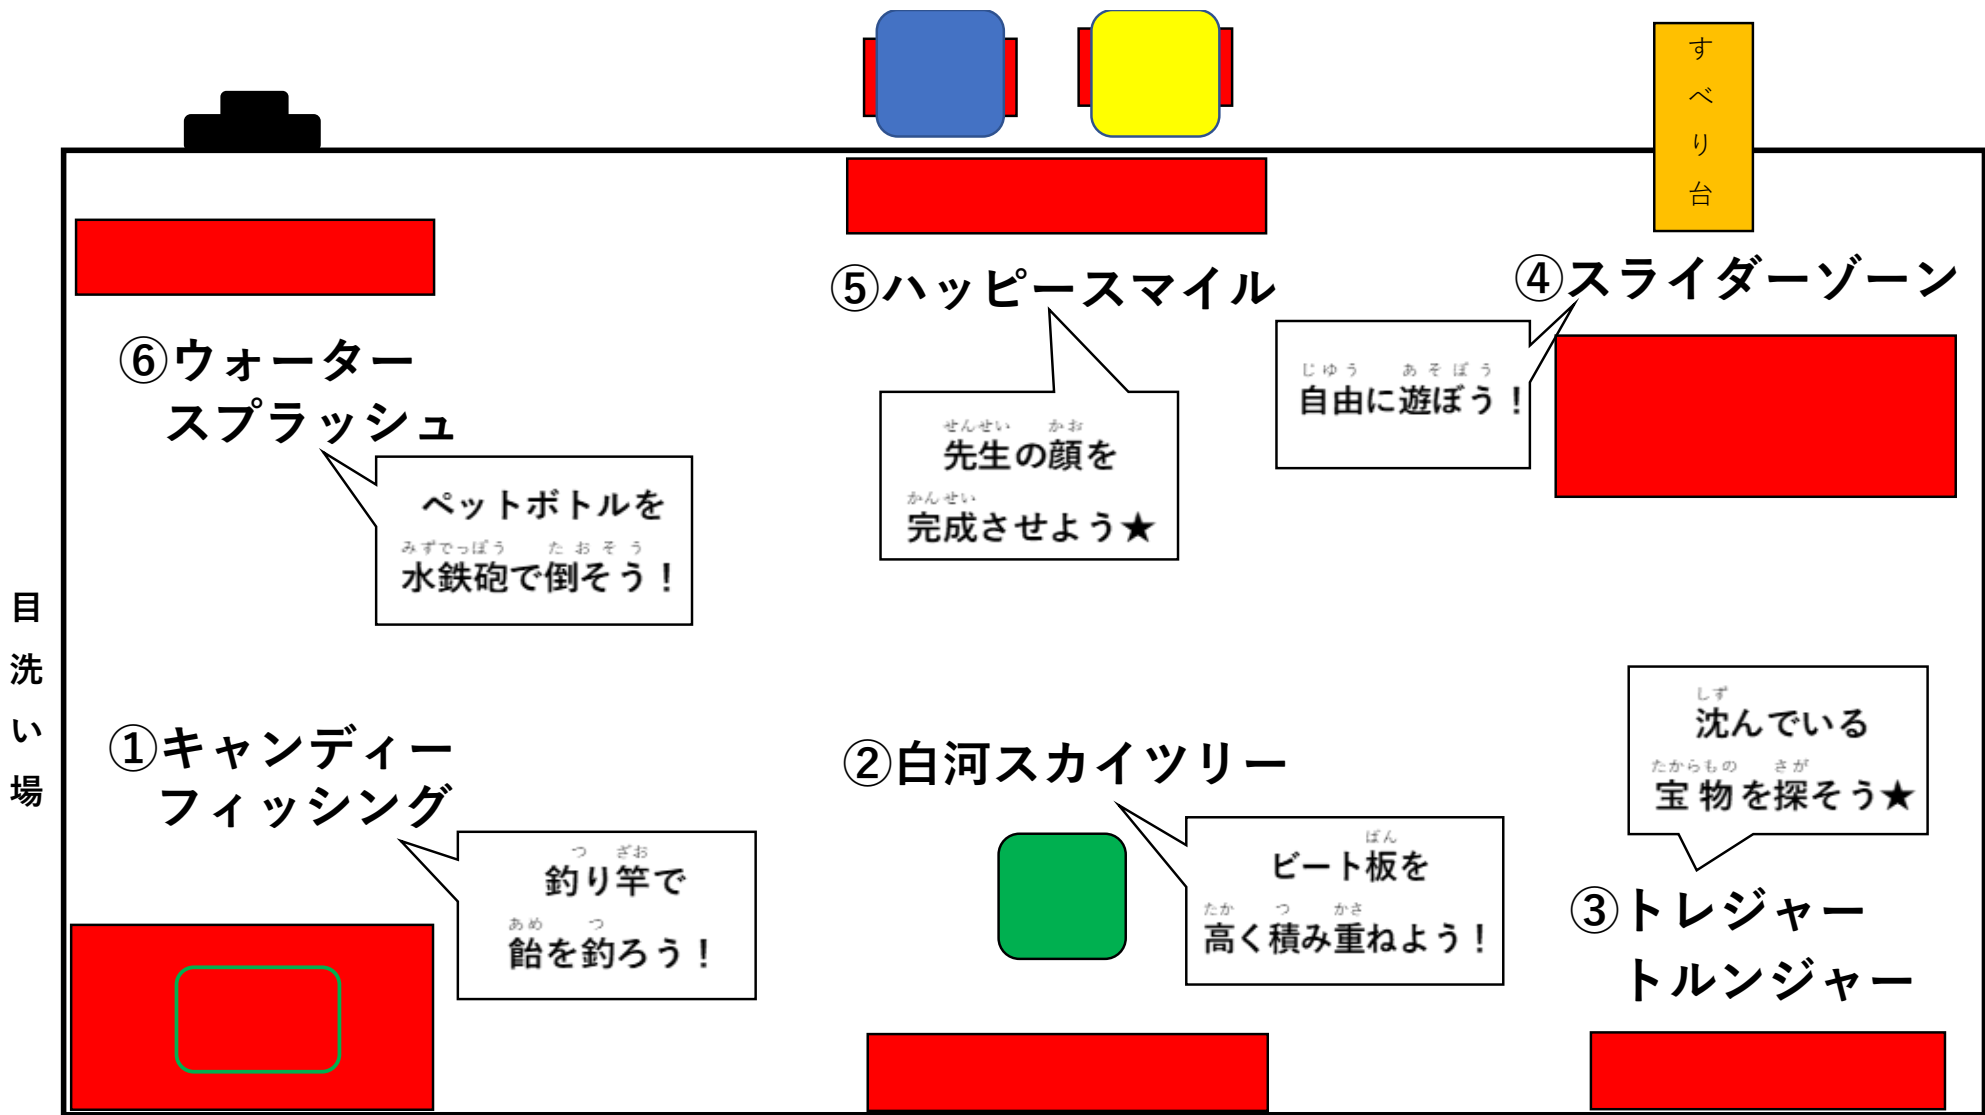 すべり台
⑤ハッピースマイル
④スライダーゾーン
⑥ウォーター
スプラッシュ
じゆう あそぼう
自由に遊ぼう！
せんせい かお
先生の顔を
かんせい
完成させよう★
ペットボトルを
みずでっぽう たおそう
水鉄砲で倒そう！
目洗い場
①キャンディー
フィッシング
②白河スカイツリー
しず
沈んでいる
たからもの さが
宝物を探そう★
つ ざお
釣り竿で
あめ つ
飴を釣ろう！
ばん
ビート板を
たか つ かさ
高く積み重ねよう！
③トレジャー
トルンジャー